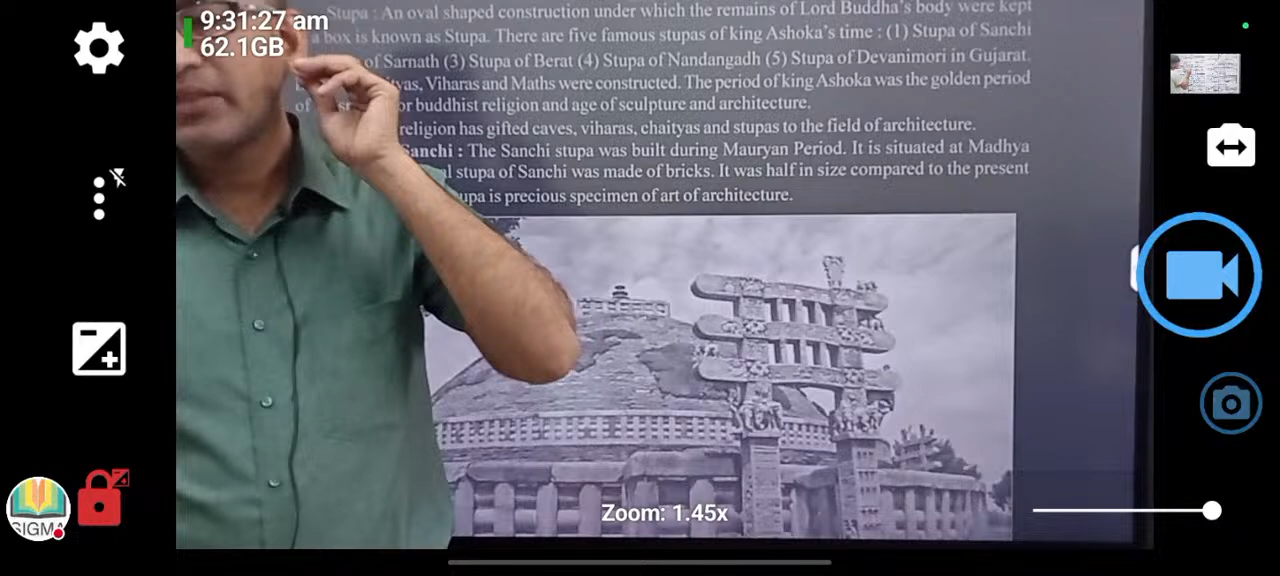 9:31:27 am
62.1GB
Stupa : An oval shaped construction under which the remains of Lord Buddha's body were kept
a box is known as Stupa. There are five famous stupas of king Ashoka's time : (1) Stupa of Sanchi
of Sarnath (3) Stupa of Berat (4) Stupa of Nandangadh (5) Stupa of Devanimori in Gujarat.
Viharas and Maths were constructed. The period of king Ashoka was the golden period
of or buddhist religion and age of sculpture and architecture.
religion has gifted caves, viharas, chaityas and stupas to the field of architecture.
Sanchi : The Sanchi stupa was built during Mauryan Period. It is situated at Madhya
stupa of Sanchi was made of bricks. It was half in size compared to the present
is precious specimen of art of architecture.
Zoom: 1.45x
SIGMA